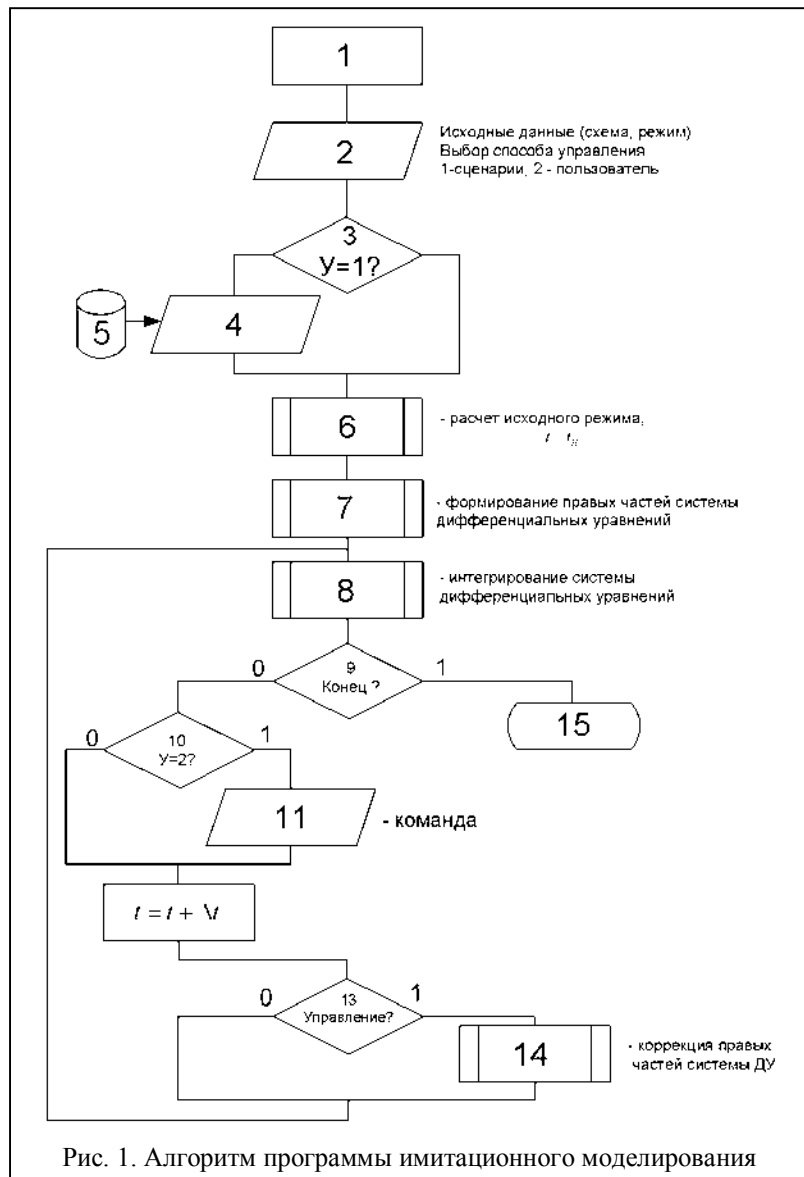 1
2
Исходные данные (схема, режим)
Выбор способа управления
1-сценарии, 2 - пользователь
3
У=1?
5
4
6
- расчет исходного режима,
t t
7
- формирование правых частей системы
дифференциальных уравнений
8
- интегрирование системы
дифференциальных уравнений
0
9
Конец ?
1
15
0
10
У=2?
1
11
- команда
t = t + \t
0
13
Управление?
1
14
- коррекция правых
частей системы ДУ
Рис. 1. Алгоритм программы имитационного моделирования